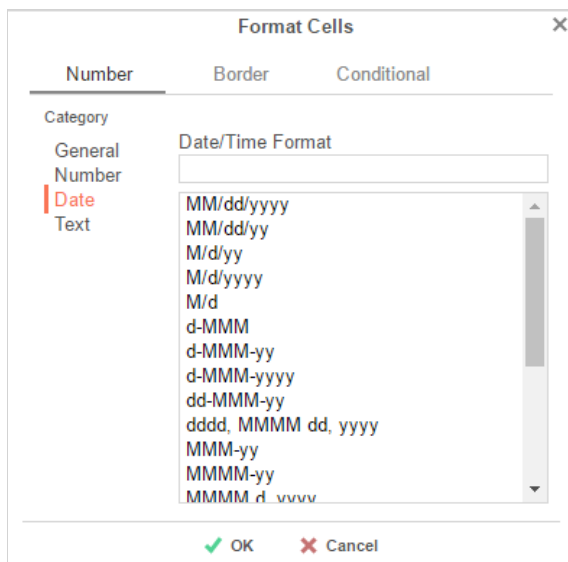 Format Cells
Number Border Conditional
Category
General
Number
Date
Text
Date/Time Format
MM/dd/yyyy
MM/dd/yy
M/d/yy
M/d/yyyy
M/d
d-MMM
d-MMM-yy
d-MMM-yyyy
dd-MMM-yy
dddd, MMMM dd, yyyy
MMM-yy
MMMM-yy
MMMM d, yyyy
OK Cancel